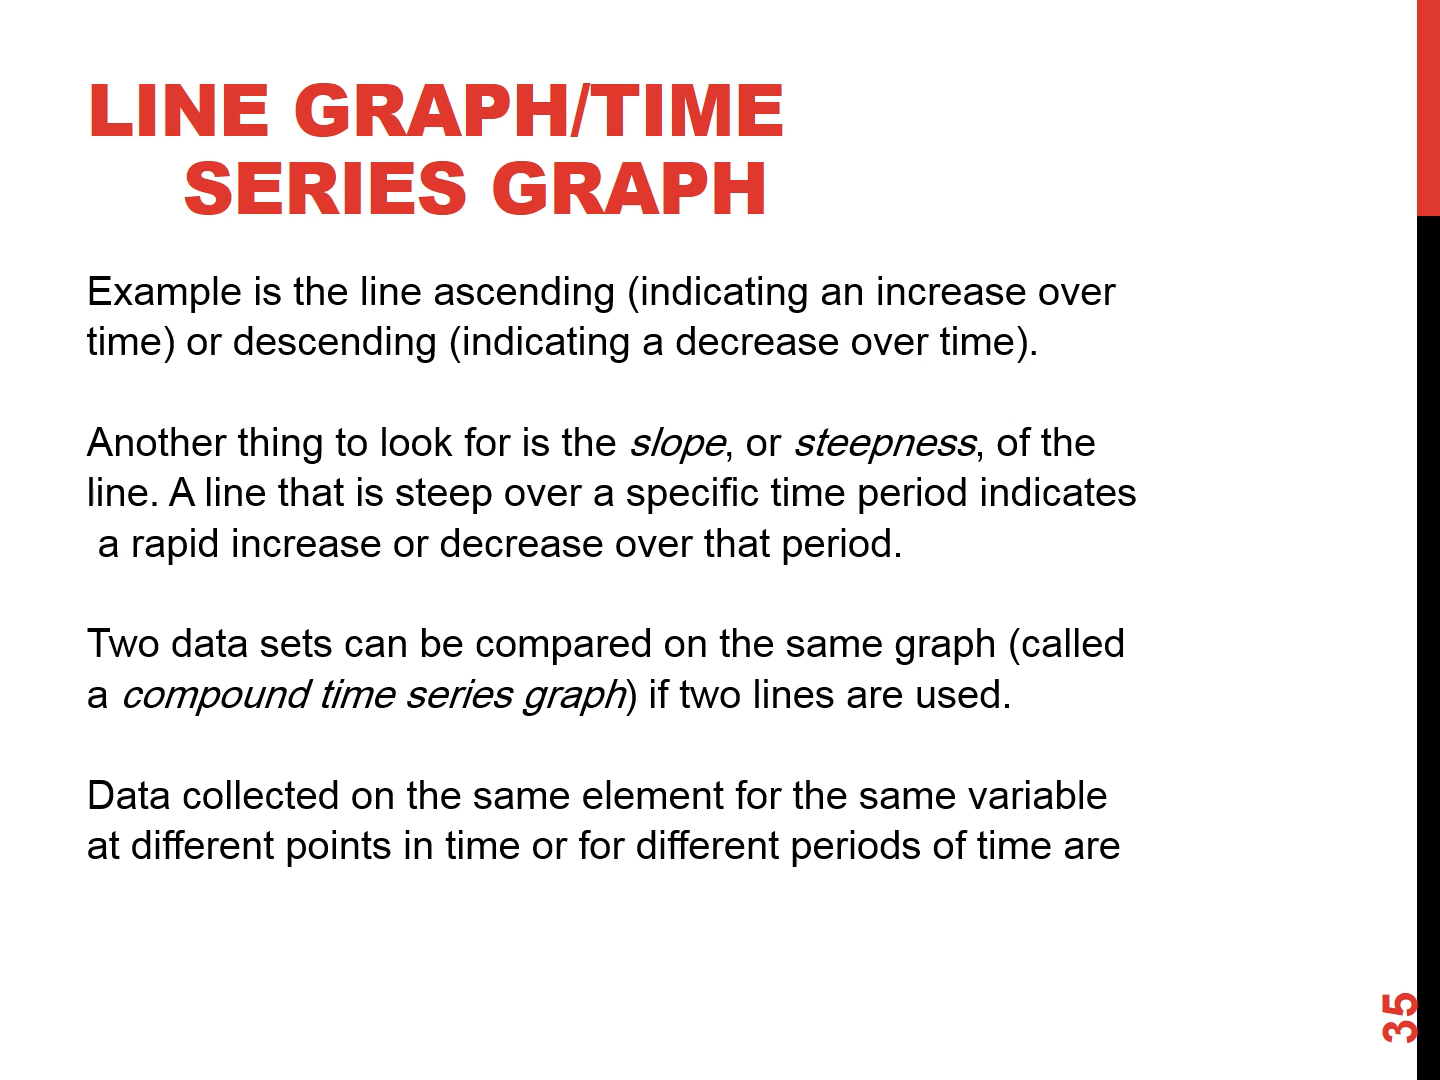 LINE GRAPH/TIME
SERIES GRAPH
Example is the line ascending (indicating an increase over
time) or descending (indicating a decrease over time).
Another thing to look for is the slope, or steepness, of the
line. A line that is steep over a specific time period indicates
a rapid increase or decrease over that period.
Two data sets can be compared on the same graph (called
a compound time series graph) if two lines are used.
Data collected on the same element for the same variable
at different points in time or for different periods of time are
35